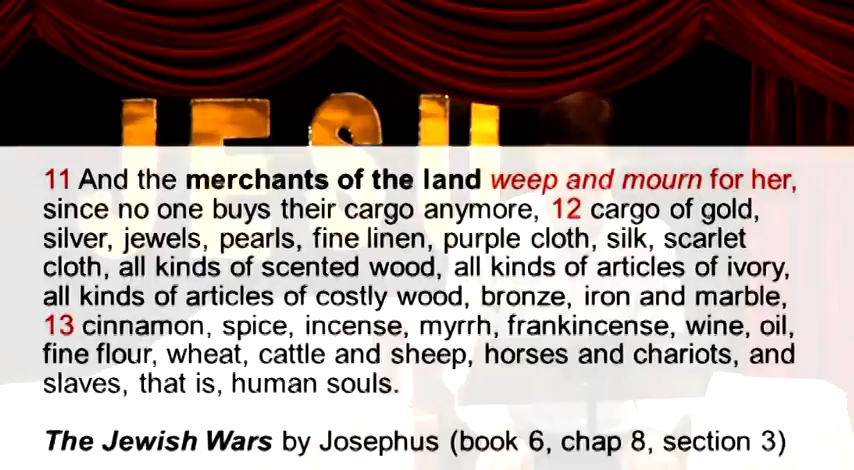 JESU
11 And the merchants of the land weep and mourn for her,
since no one buys their cargo anymore, 12 cargo of gold,
silver, jewels, pearls, fine linen, purple cloth, silk, scarlet
cloth, all kinds of scented wood, all kinds of articles of ivory,
all kinds of articles of costly wood, bronze, iron and marble,
13 cinnamon, spice, incense, myrrh, frankincense, wine, oil,
fine flour, wheat, cattle and sheep, horses and chariots, and
slaves, that is, human souls.
The Jewish Wars by Josephus (book 6, chap 8, section 3)